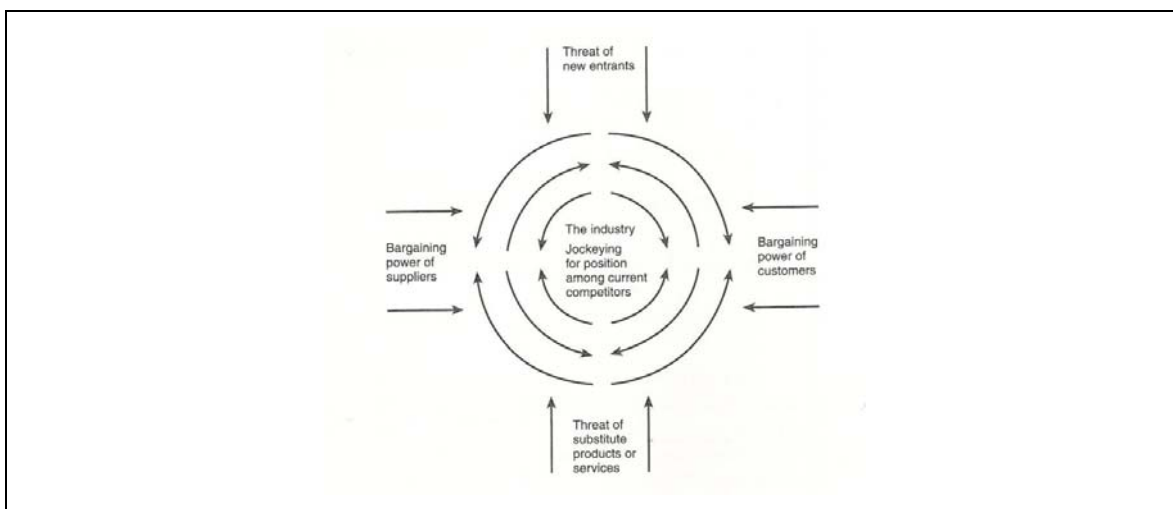 Threat of
new entrants
Bargaining
power of
suppliers
The industry
Jockeying
for position
among current
competitors
Bargaining
power of
customers
Threat of
substitute
products or
services